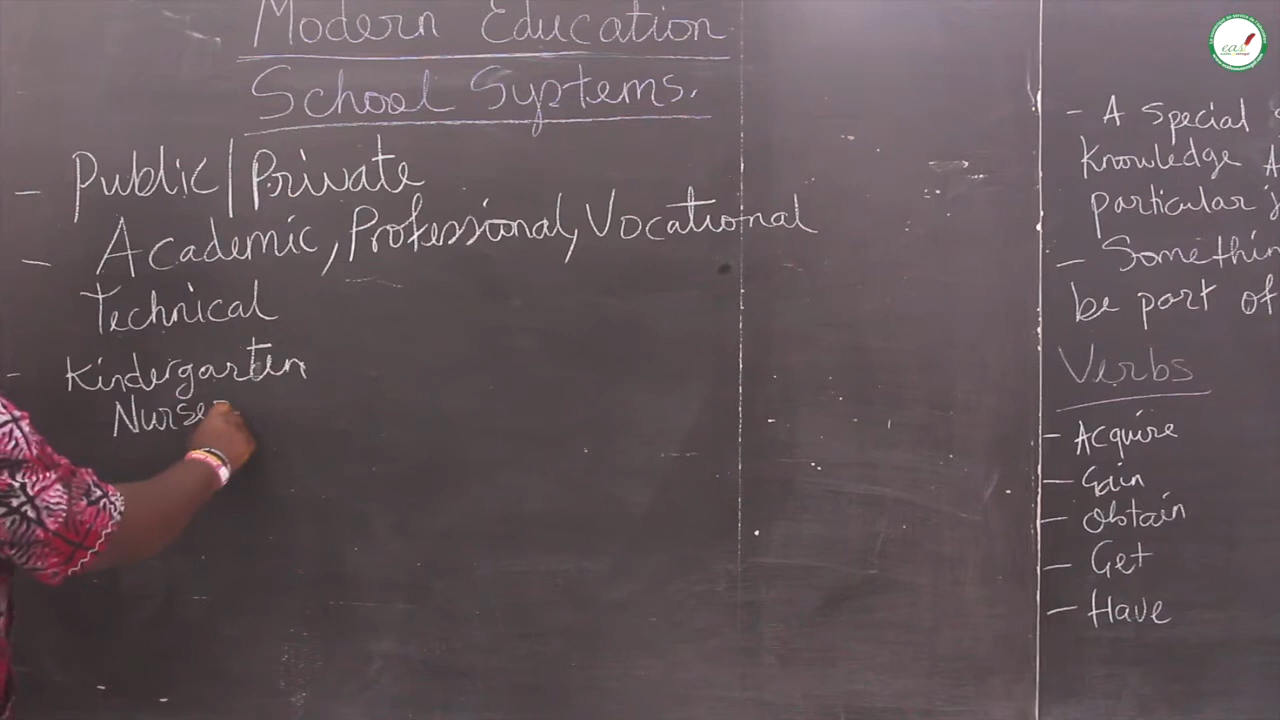 Modern Education
School Systems.
- Public/Private
- Academic, Professional, Vocational
Technical
- Kindergarten
Nurse
- A special
Knowledge
particular
- Somethin
be part of
Verbs
- Acquire
- Gain
- Obtain
- Get
- Have
eas